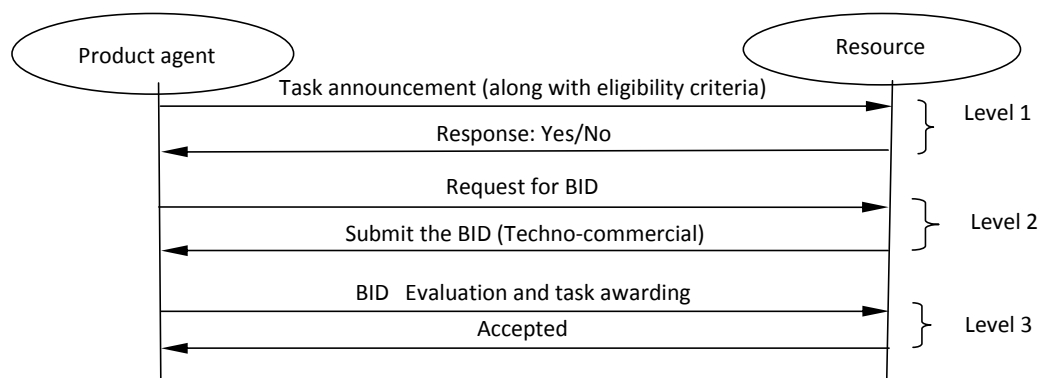 Product agent
Resource
Task announcement (along with eligibility criteria)
Level 1
Response: Yes/No
Request for BID
Level 2
Submit the BID (Techno-commercial)
BID Evaluation and task awarding
Level 3
Accepted